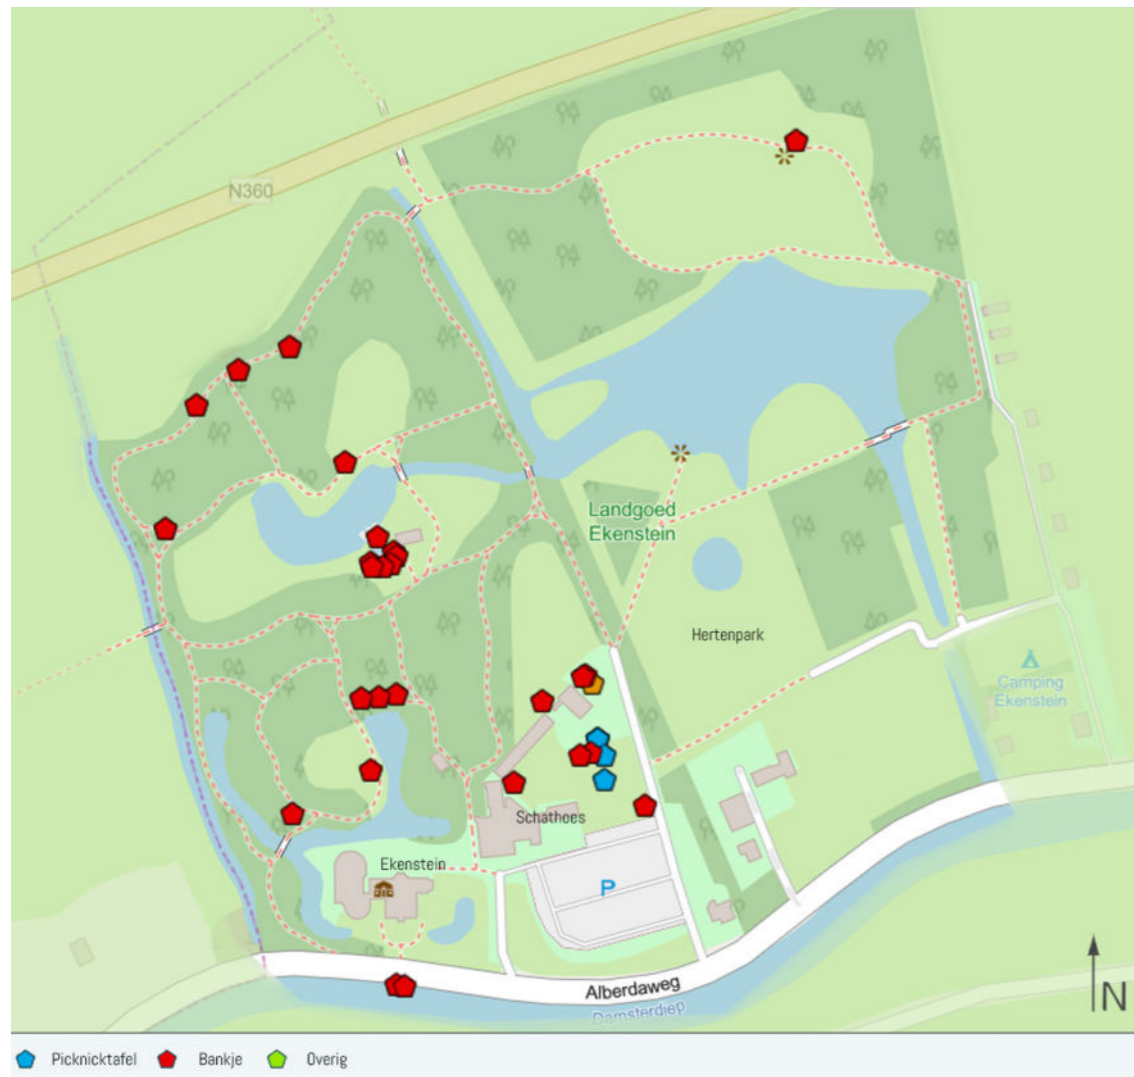 N360
Landgoed
Ekenstein
Hertenpark
Camping
Ekenstein
Schathoes
Ekenstein
P
Alberdaweg
Damsterdiep
N
Picknicktafel Bankje Overig